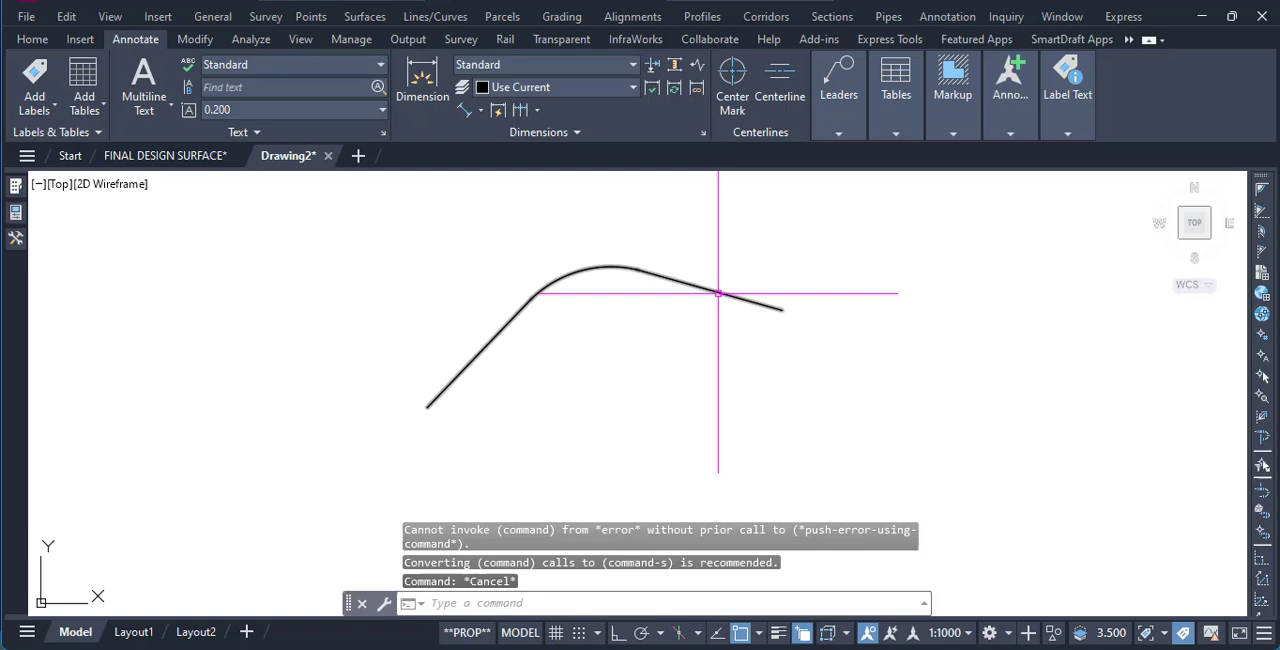 File Edit View Insert General Survey Points Surfaces Lines/Curves Parcels Grading Alignments Profiles Corridors Sections Pipes Annotation Inquiry Window Express
Home Insert Annotate Modify Analyze View Manage Output Survey Rail Transparent InfraWorks Collaborate Help Add-ins Express Tools Featured Apps SmartDraft Apps
Add Labels
Add Tables
Labels & Tables
Multiline Text
ABC
Standard
Find text
0.200
Text
Dimension
Standard
Use Current
Dimensions
Center Mark
Centerline
Centerlines
Leaders
Tables
Markup
Anno...
Label Text
Start FINAL DESIGN SURFACE* Drawing2*
[−][Top][2D Wireframe]
N
W TOP E
S
WCS
Cannot invoke (command) from *error* without prior call to (*push-error-using-
command*).
Converting (command) calls to (command-s) is recommended.
Command: *Cancel*
Type a command
Y
X
Model Layout1 Layout2 **PROP** MODEL 1:1000 3.500